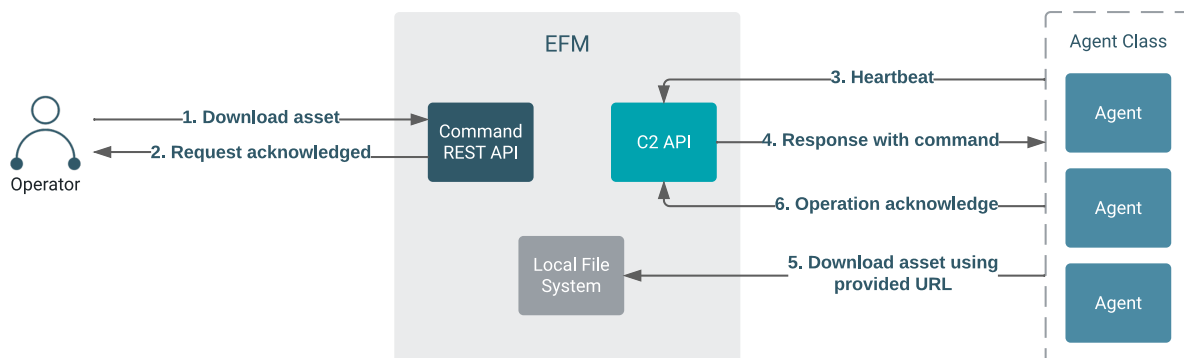 EFM
Agent Class
3. Heartbeat
Agent
1. Download asset
Command
REST API
C2 API
4. Response with command
2. Request acknowledged
Operator
6. Operation acknowledge
Agent
Local File
System
5. Download asset using
provided URL
Agent